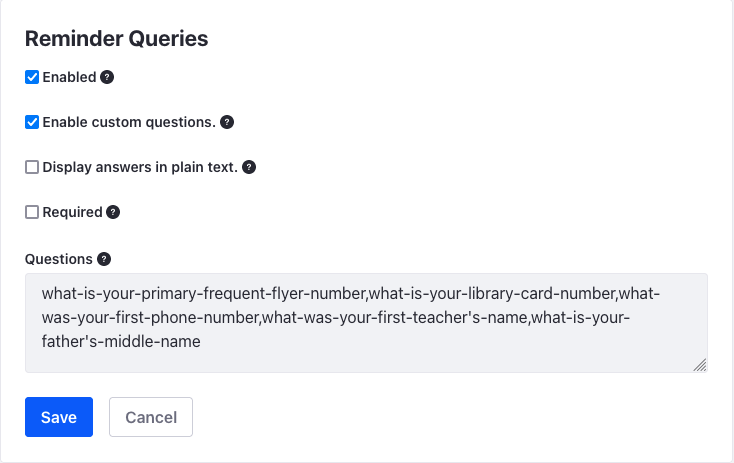 Reminder Queries
Enabled ?
Enable custom questions. ?
Display answers in plain text. ?
Required ?
Questions ?
what-is-your-primary-frequent-flyer-number,what-is-your-library-card-number,what-
was-your-first-phone-number,what-was-your-first-teacher's-name,what-is-your-
father's-middle-name
Save Cancel